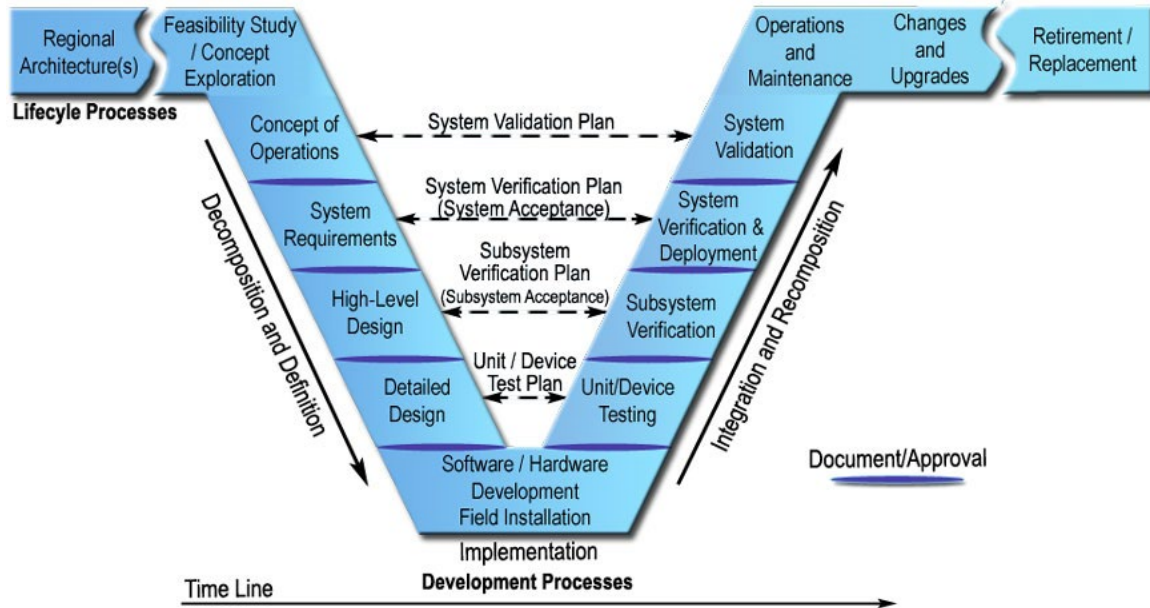 Regional
Architecture(s)
Feasibility Study
/ Concept
Exploration
Operations
and
Maintenance
Changes
and
Upgrades
Retirement /
Replacement
Lifecyle Processes
Concept of
Operations
System Validation Plan
System
Validation
System
Requirements
System Verification Plan
(System Acceptance)
System
Verification &
Deployment
High-Level
Design
Subsystem
Verification Plan
(Subsystem Acceptance)
Subsystem
Verification
Detailed
Design
Unit / Device
Test Plan
Unit/Device
Testing
Decomposition and Definition
Integration and Recomposition
Software / Hardware
Development
Field Installation
Document/Approval
Implementation
Development Processes
Time Line